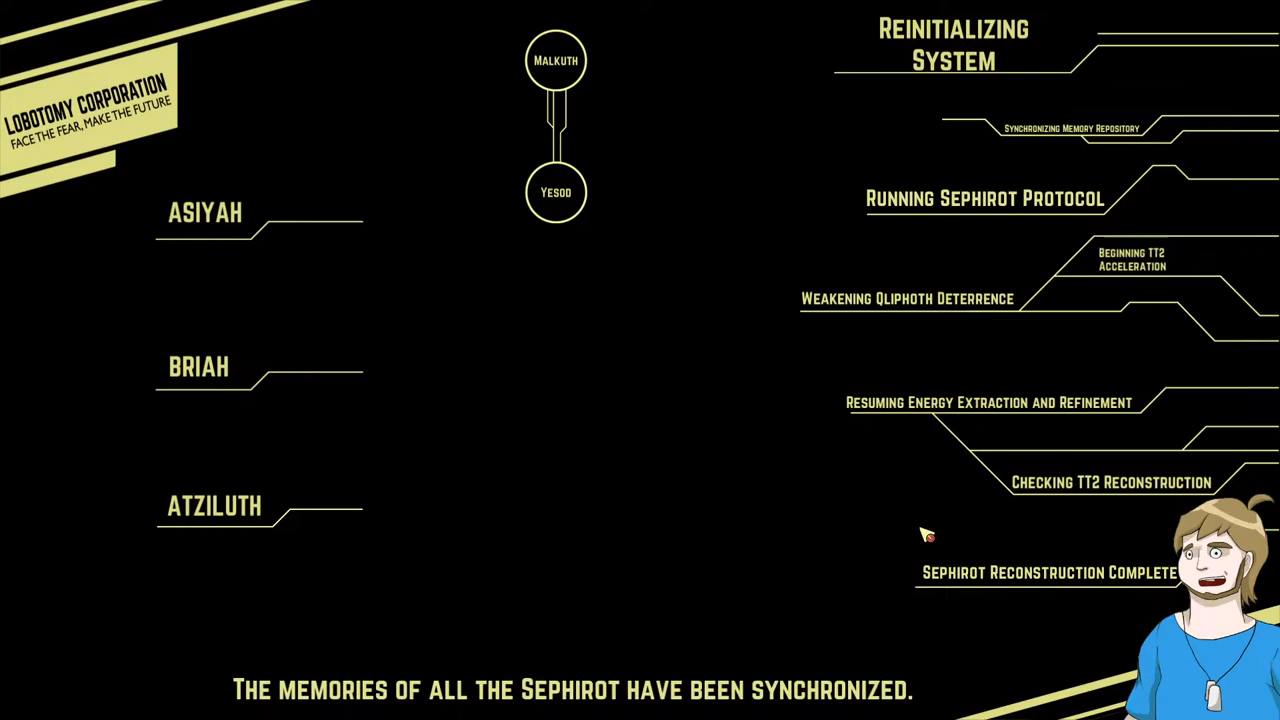 LOBOTOMY CORPORATION
FACE THE FEAR, MAKE THE FUTURE
ASIYAH
BRIAH
ATZILUTH
MALKUTH
YESOD
REINITIALIZING
SYSTEM
SYNCHRONIZING MEMORY REPOSITORY
RUNNING SEPHIROT PROTOCOL
BEGINNING TT2
ACCELERATION
WEAKENING QLIPHOTH DETERRENCE
RESUMING ENERGY EXTRACTION AND REFINEMENT
CHECKING TT2 RECONSTRUCTION
SEPHIROT RECONSTRUCTION COMPLETE
THE MEMORIES OF ALL THE SEPHIROT HAVE BEEN SYNCHRONIZED.